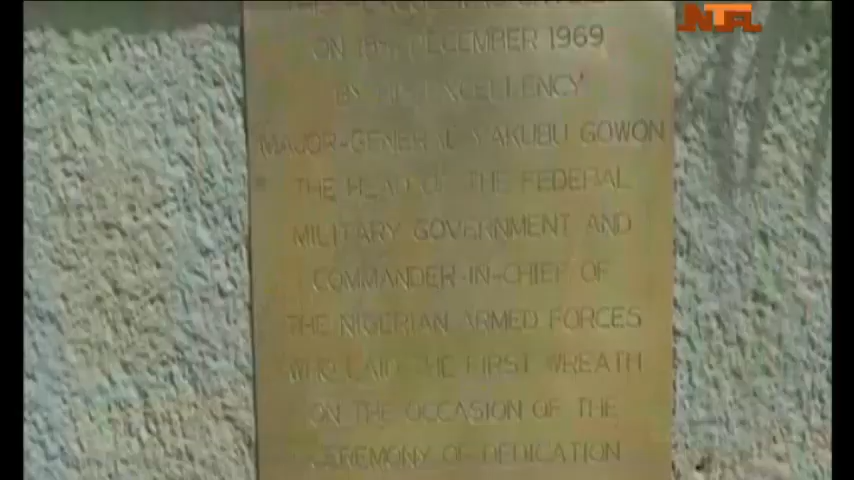 NTFL
ON 18TH DECEMBER 1969
BY HIS EXCELLENCY
MAJOR-GENERAL YAKUBU GOWON
THE HEAD OF THE FEDERAL
MILITARY GOVERNMENT AND
COMMANDER-IN-CHIEF OF
THE NIGERIAN ARMED FORCES
WHO LAID THE FIRST WREATH
ON THE OCCASION OF THE
CEREMONY OF DEDICATION